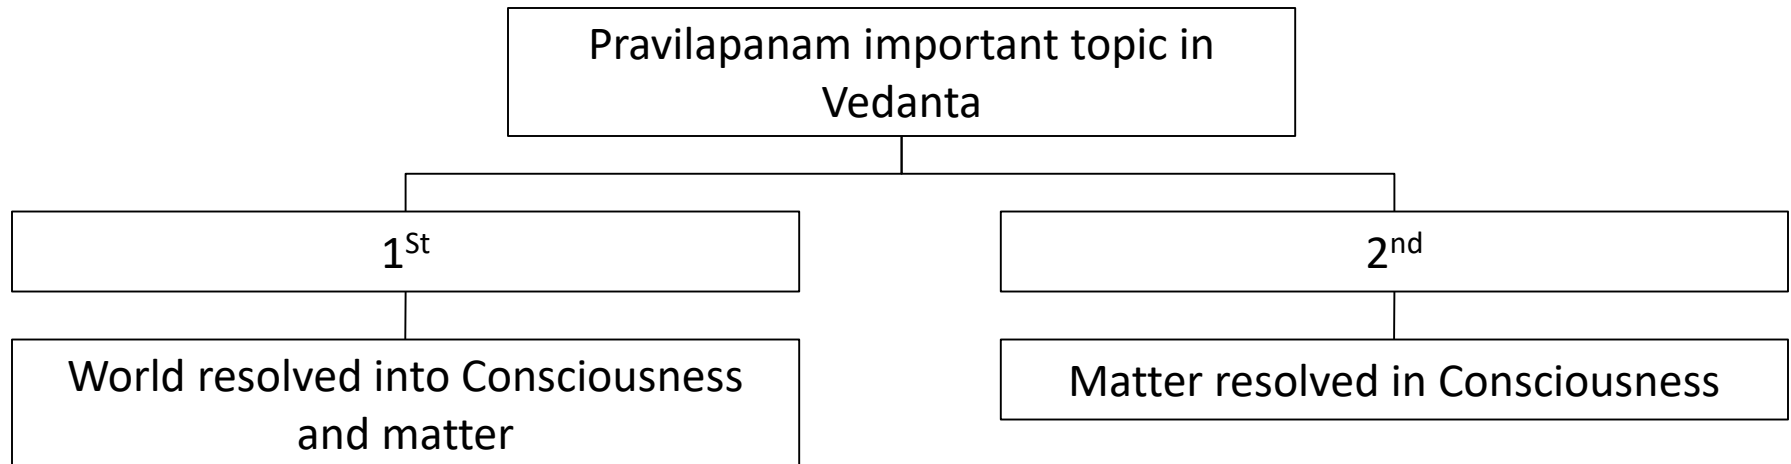 Pravilapanam important topic in
Vedanta
1St
2nd
World resolved into Consciousness
and matter
Matter resolved in Consciousness